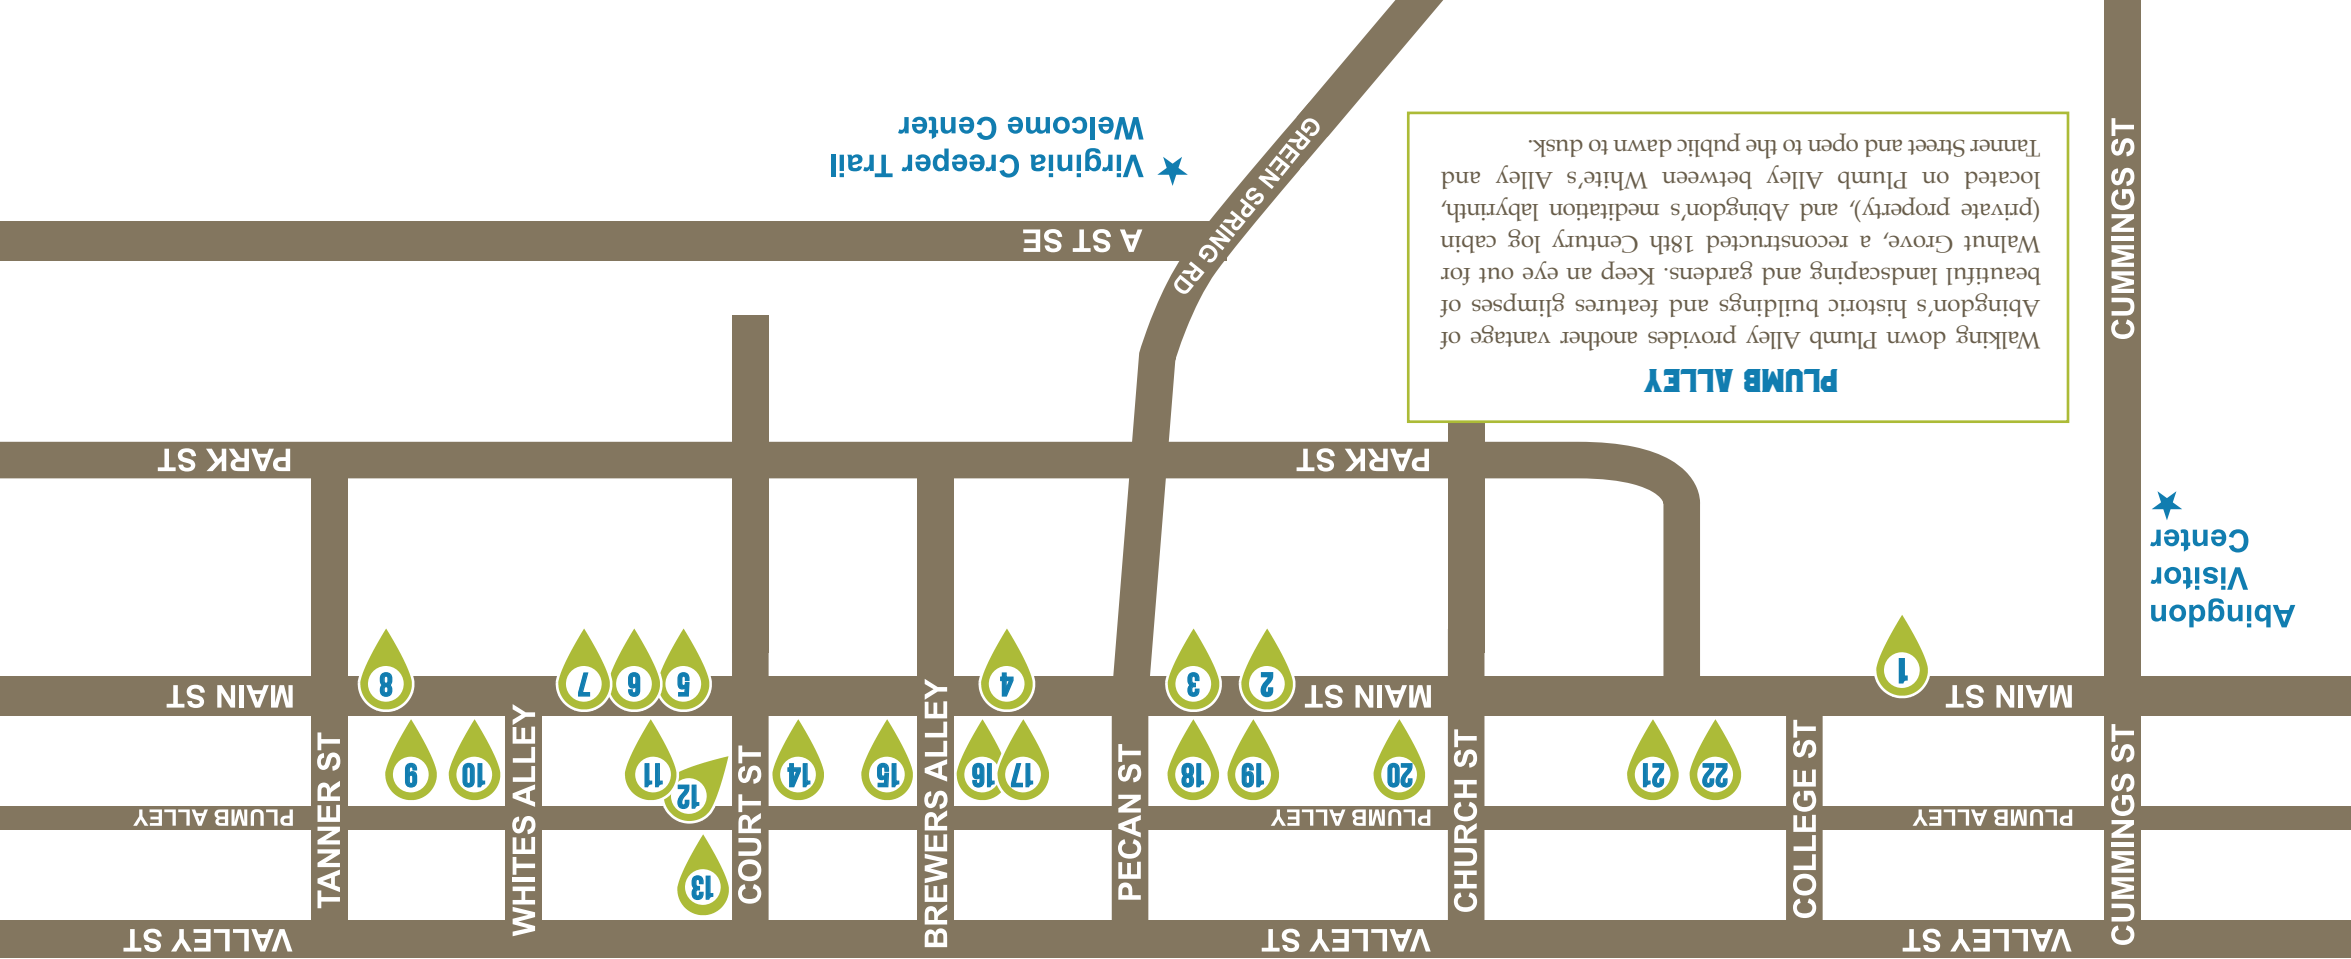 VALLEY ST
VALLEY ST
VALLEY ST
CUMMINGS ST
COLLEGE ST
CHURCH ST
PECAN ST
BREWERS ALLEY
COURT ST
WHITES ALLEY
TANNER ST
13
PLUMB ALLEY
PLUMB ALLEY
PLUMB ALLEY
22
21
20
19
18
17
16
15
14
12
11
10
9
MAIN ST
MAIN ST
MAIN ST
1
2
3
4
5
6
7
8
Abingdon
Visitor
Center
PARK ST
PARK ST
CUMMINGS ST
PLUMB ALLEY
Walking down Plumb Alley provides another vantage of
Abingdon's historic buildings and features glimpses of
beautiful landscaping and gardens. Keep an eye out for
Walnut Grove, a reconstructed 18th Century log cabin
(private property), and Abingdon's meditation labyrinth,
located on Plumb Alley between White's Alley and
Tanner Street and open to the public dawn to dusk.
GREEN SPRING RD
A ST SE
Virginia Creeper Trail
Welcome Center